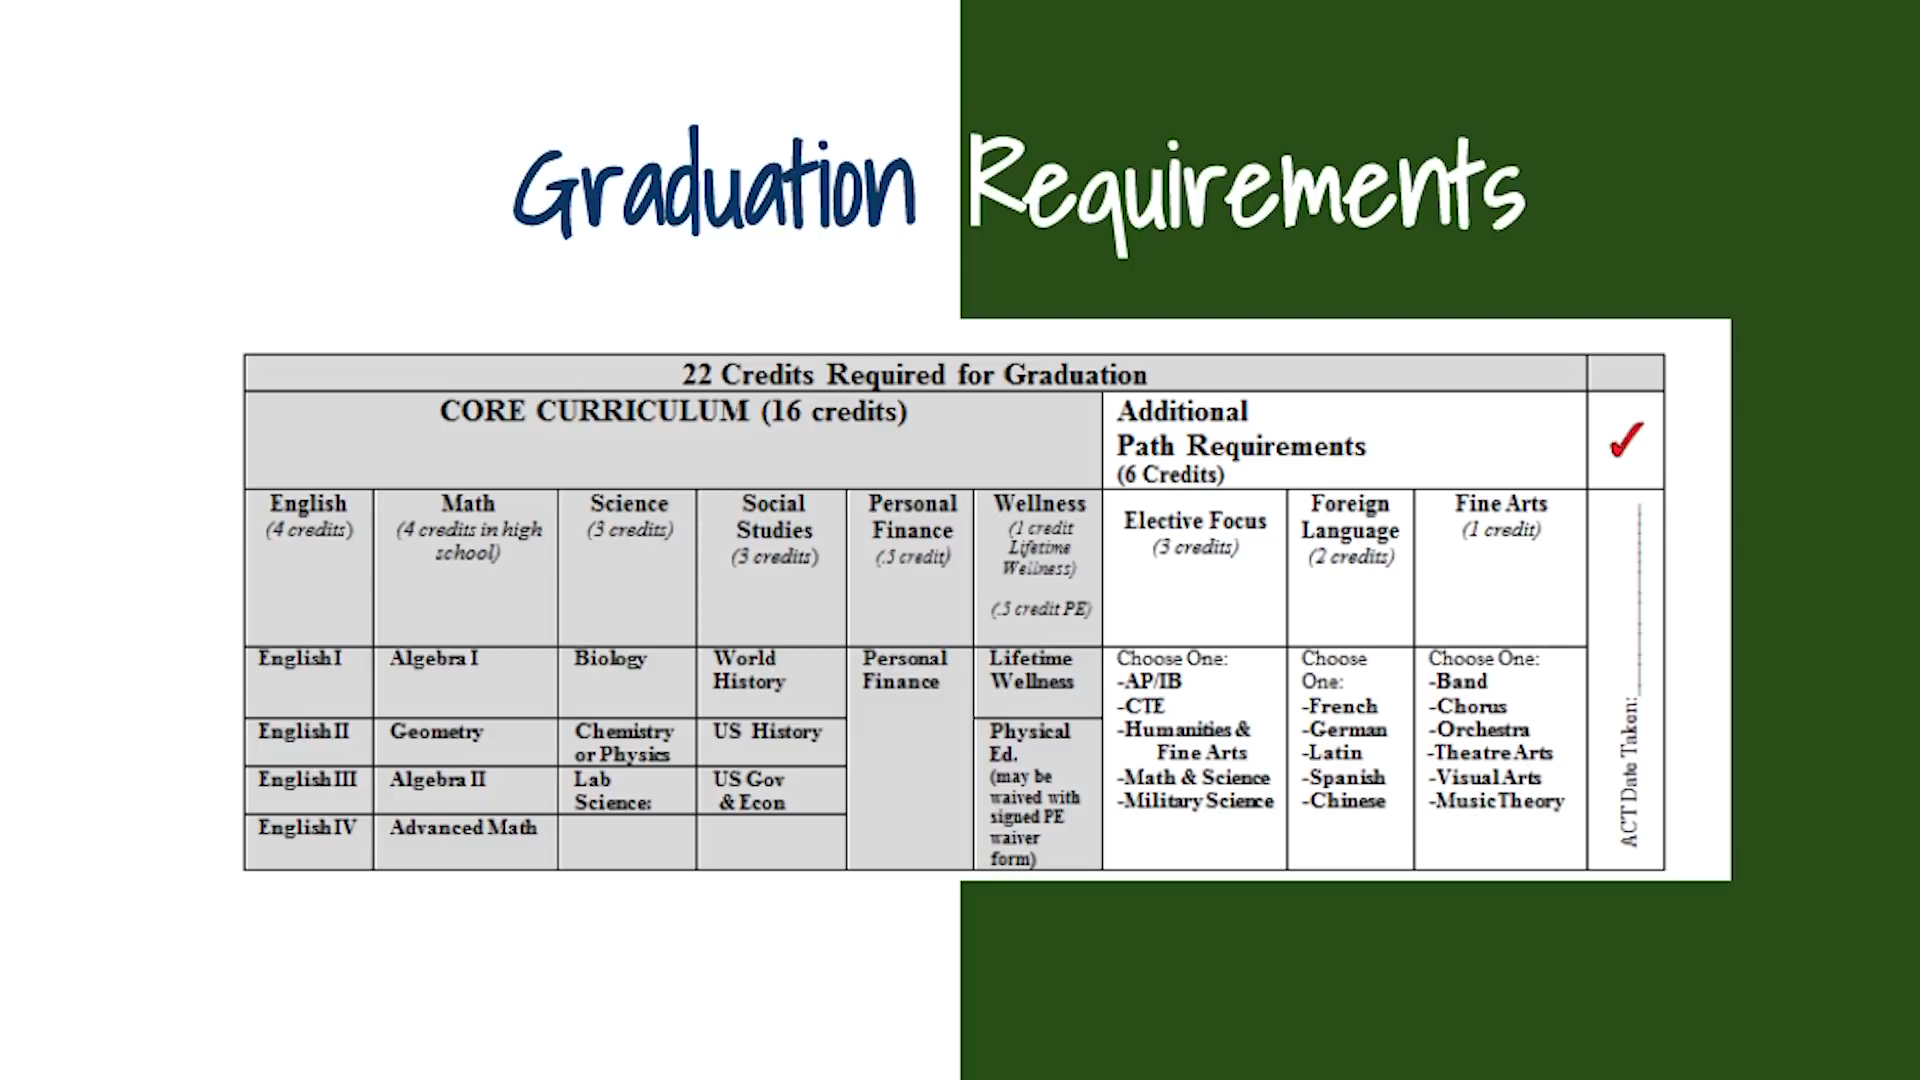 Graduation Requirements
22 Credits Required for Graduation
CORE CURRICULUM (16 credits)
Additional
Path Requirements
(6 Credits)
✓
English
(4 credits)
Math
(4 credits in high
school)
Science
(3 credits)
Social
Studies
(3 credits)
Personal
Finance
(.5 credit)
Wellness
(1 credit
Lifetime
Wellness)
(.5 credit PE)
Elective Focus
(3 credits)
Foreign
Language
(2 credits)
Fine Arts
(1 credit)
English I
Algebra I
Biology
World
History
Personal
Finance
Lifetime
Wellness
Choose One:
-AP/IB
-CTE
-Humanities &
Fine Arts
-Math & Science
-Military Science
Choose
One:
-French
-German
-Latin
-Spanish
-Chinese
Choose One:
-Band
-Chorus
-Orchestra
-Theatre Arts
-Visual Arts
-Music Theory
English II
Geometry
Chemistry
or Physics
US History
Physical
Ed.
(may be
waived with
signed PE
waiver
form)
English III
Algebra II
Lab
Science:
US Gov
& Econ
English IV
Advanced Math
ACT Date Taken: